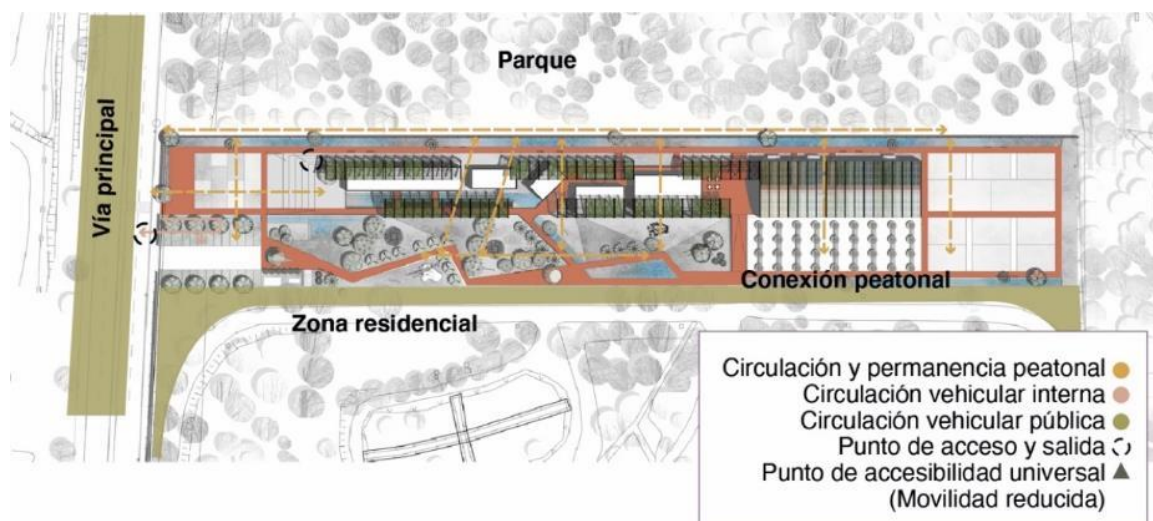 Parque
Vía principal
Conexión peatonal
Zona residencial
Circulación y permanencia peatonal
Circulación vehicular interna
Circulación vehicular pública
Punto de acceso y salida
Punto de accesibilidad universal
(Movilidad reducida)